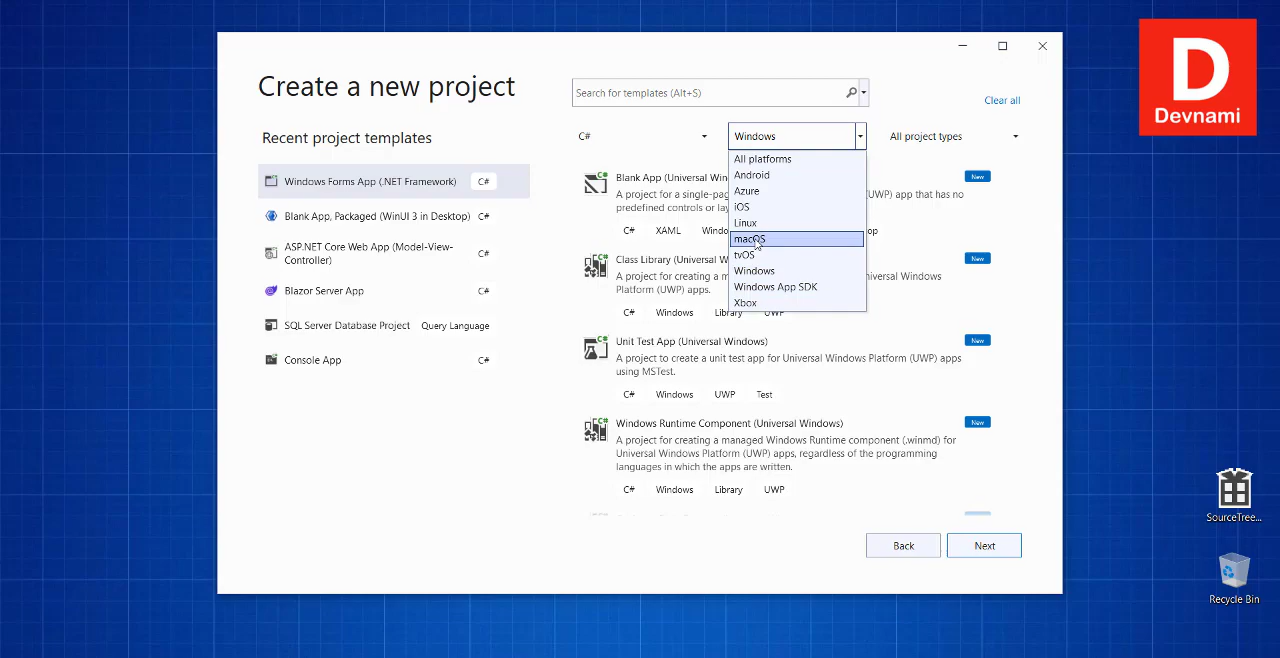 D
Devnami
Create a new project
Search for templates (Alt+S)
Clear all
Recent project templates
C#
Windows
All project types
Windows Forms App (.NET Framework) C#
Blank App, Packaged (WinUI 3 in Desktop) C#
ASP.NET Core Web App (Model-View-
Controller) C#
Blazor Server App C#
SQL Server Database Project Query Language
Console App C#
All platforms
Android
Azure
iOS
Linux
macOS
tvOS
Windows
Windows App SDK
Xbox
Blank App (Universal Win
New
A project for a single-pag UWP) app that has no
predefined controls or lay
C# XAML Windo op
Class Library (Universal W
New
A project for creating a m niversal Windows
Platform (UWP) apps.
C# Windows Library UWP
Unit Test App (Universal Windows)
New
A project to create a unit test app for Universal Windows Platform (UWP) apps
using MSTest.
C# Windows UWP Test
Windows Runtime Component (Universal Windows)
New
A project for creating a managed Windows Runtime component (.winmd) for
Universal Windows Platform (UWP) apps, regardless of the programming
languages in which the apps are written.
C# Windows Library UWP
Back
Next
SourceTree...
Recycle Bin